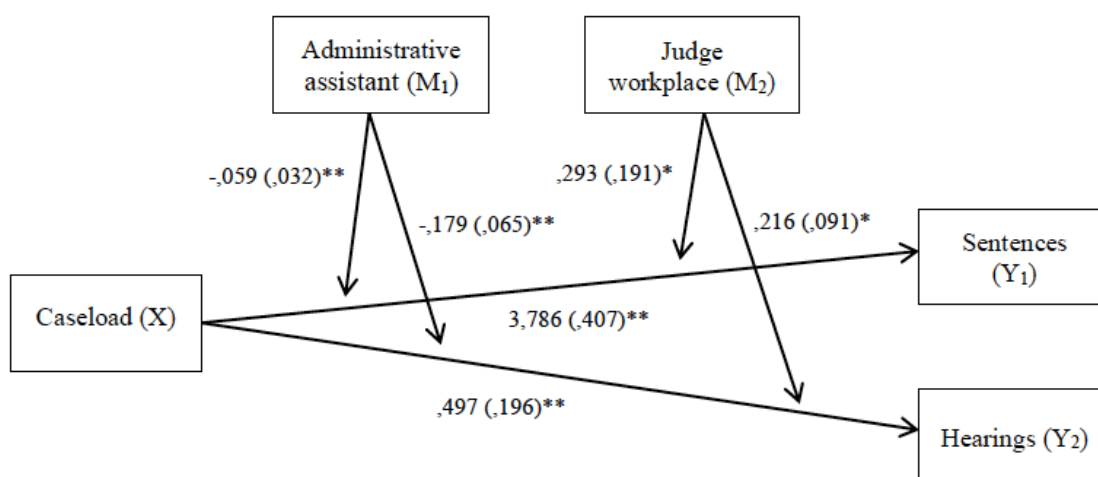 Administrative
assistant (M₁)
Judge
workplace (M₂)
-,059 (,032)**
,293 (,191)*
-,179 (,065)**
,216 (,091)*
Sentences
(Y₁)
Caseload (X)
3,786 (,407)**
,497 (,196)**
Hearings (Y₂)